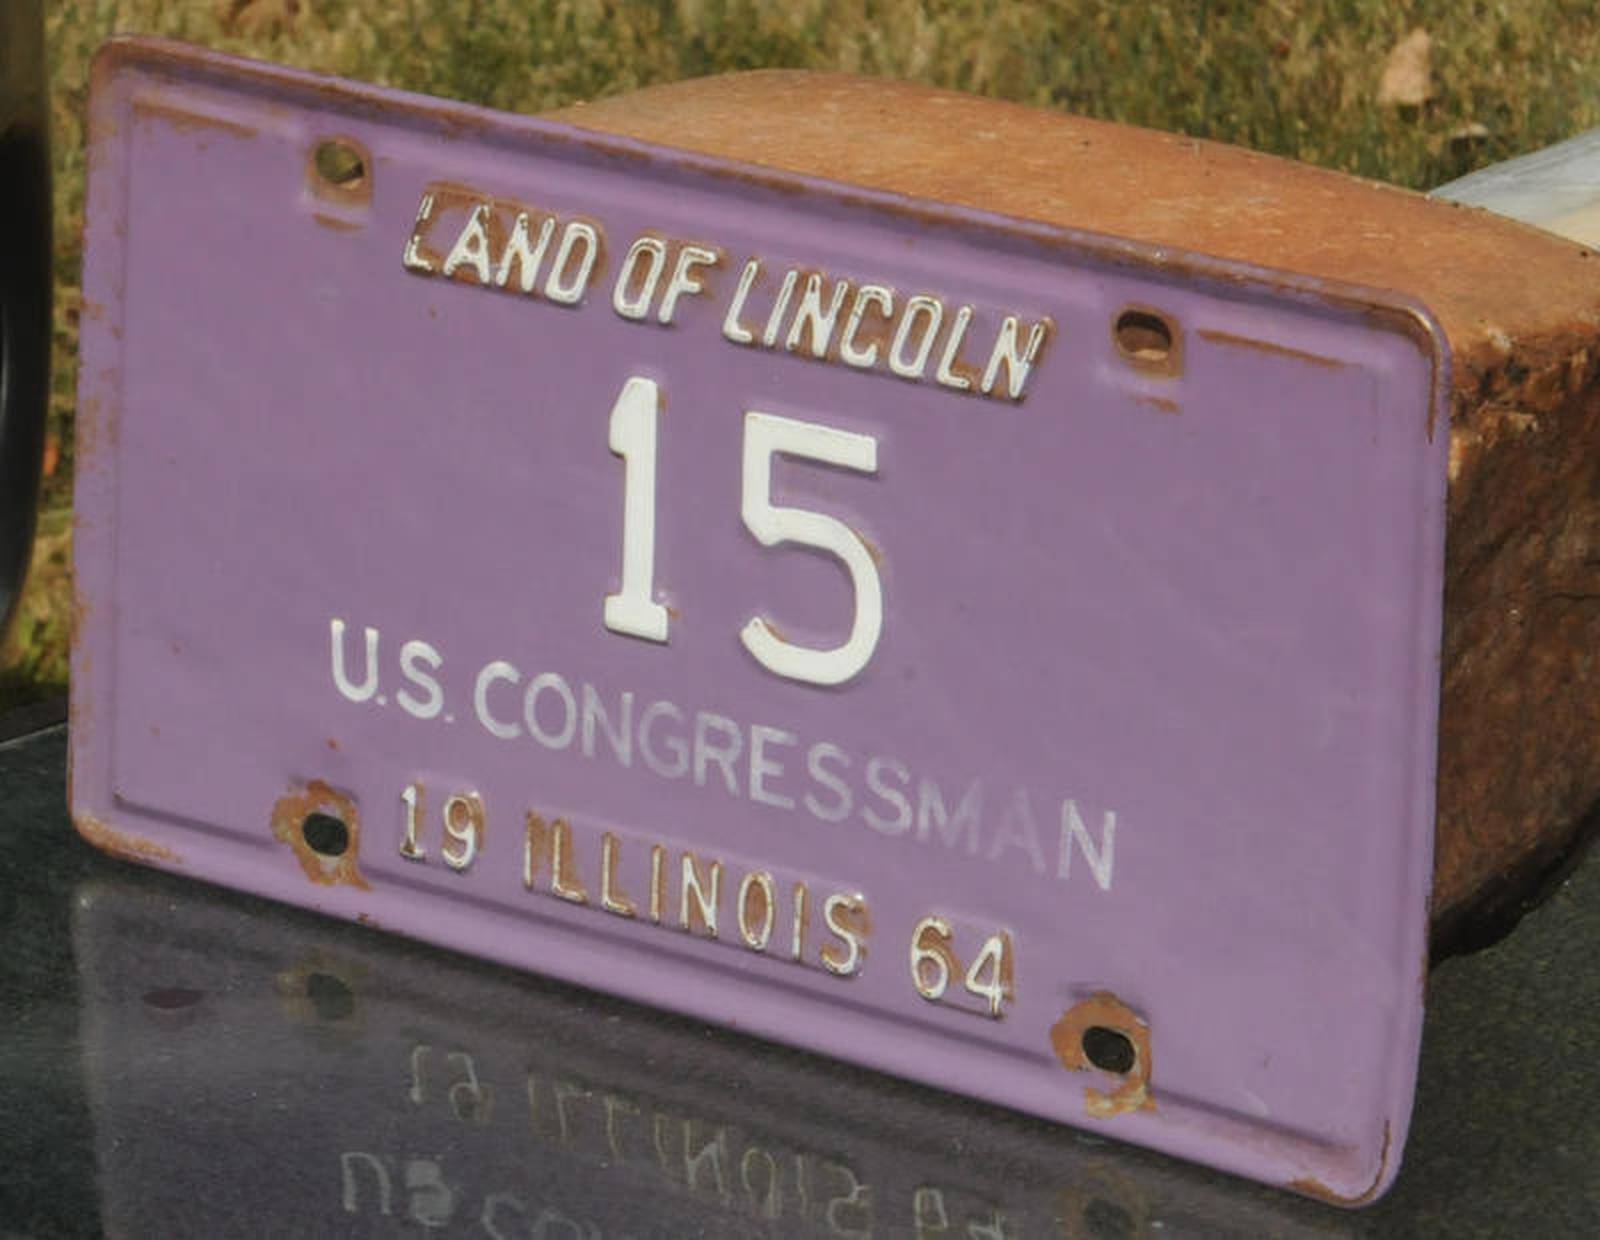 LAND OF LINCOLN
15
U.S. CONGRESSMAN
19 ILLINOIS 64